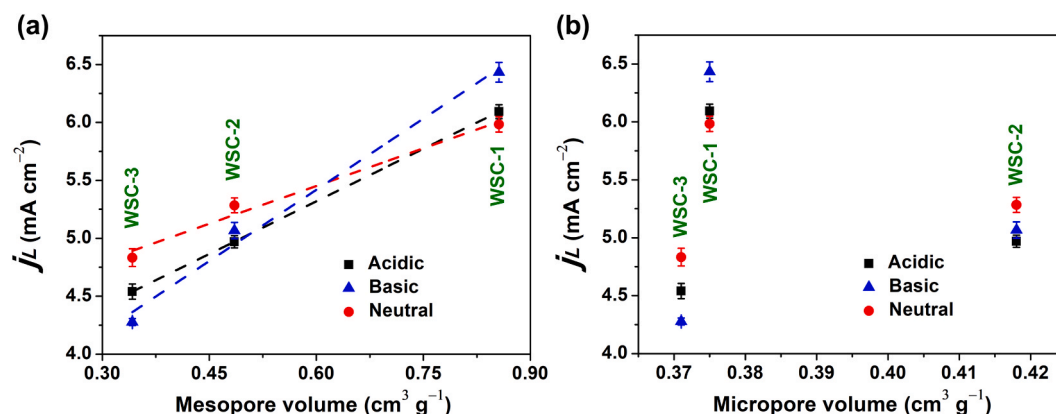 (a)
6.5
6.0
5.5
5.0
4.5
4.0
j_L (mA cm⁻²)
WSC-3
WSC-2
WSC-1
Acidic
Basic
Neutral
0.30
0.45
0.60
0.75
0.90
Mesopore volume (cm³ g⁻¹)
(b)
6.5
6.0
5.5
5.0
4.5
4.0
j_L (mA cm⁻²)
WSC-3
WSC-1
WSC-2
Acidic
Basic
Neutral
0.37
0.38
0.39
0.40
0.41
0.42
Micropore volume (cm³ g⁻¹)